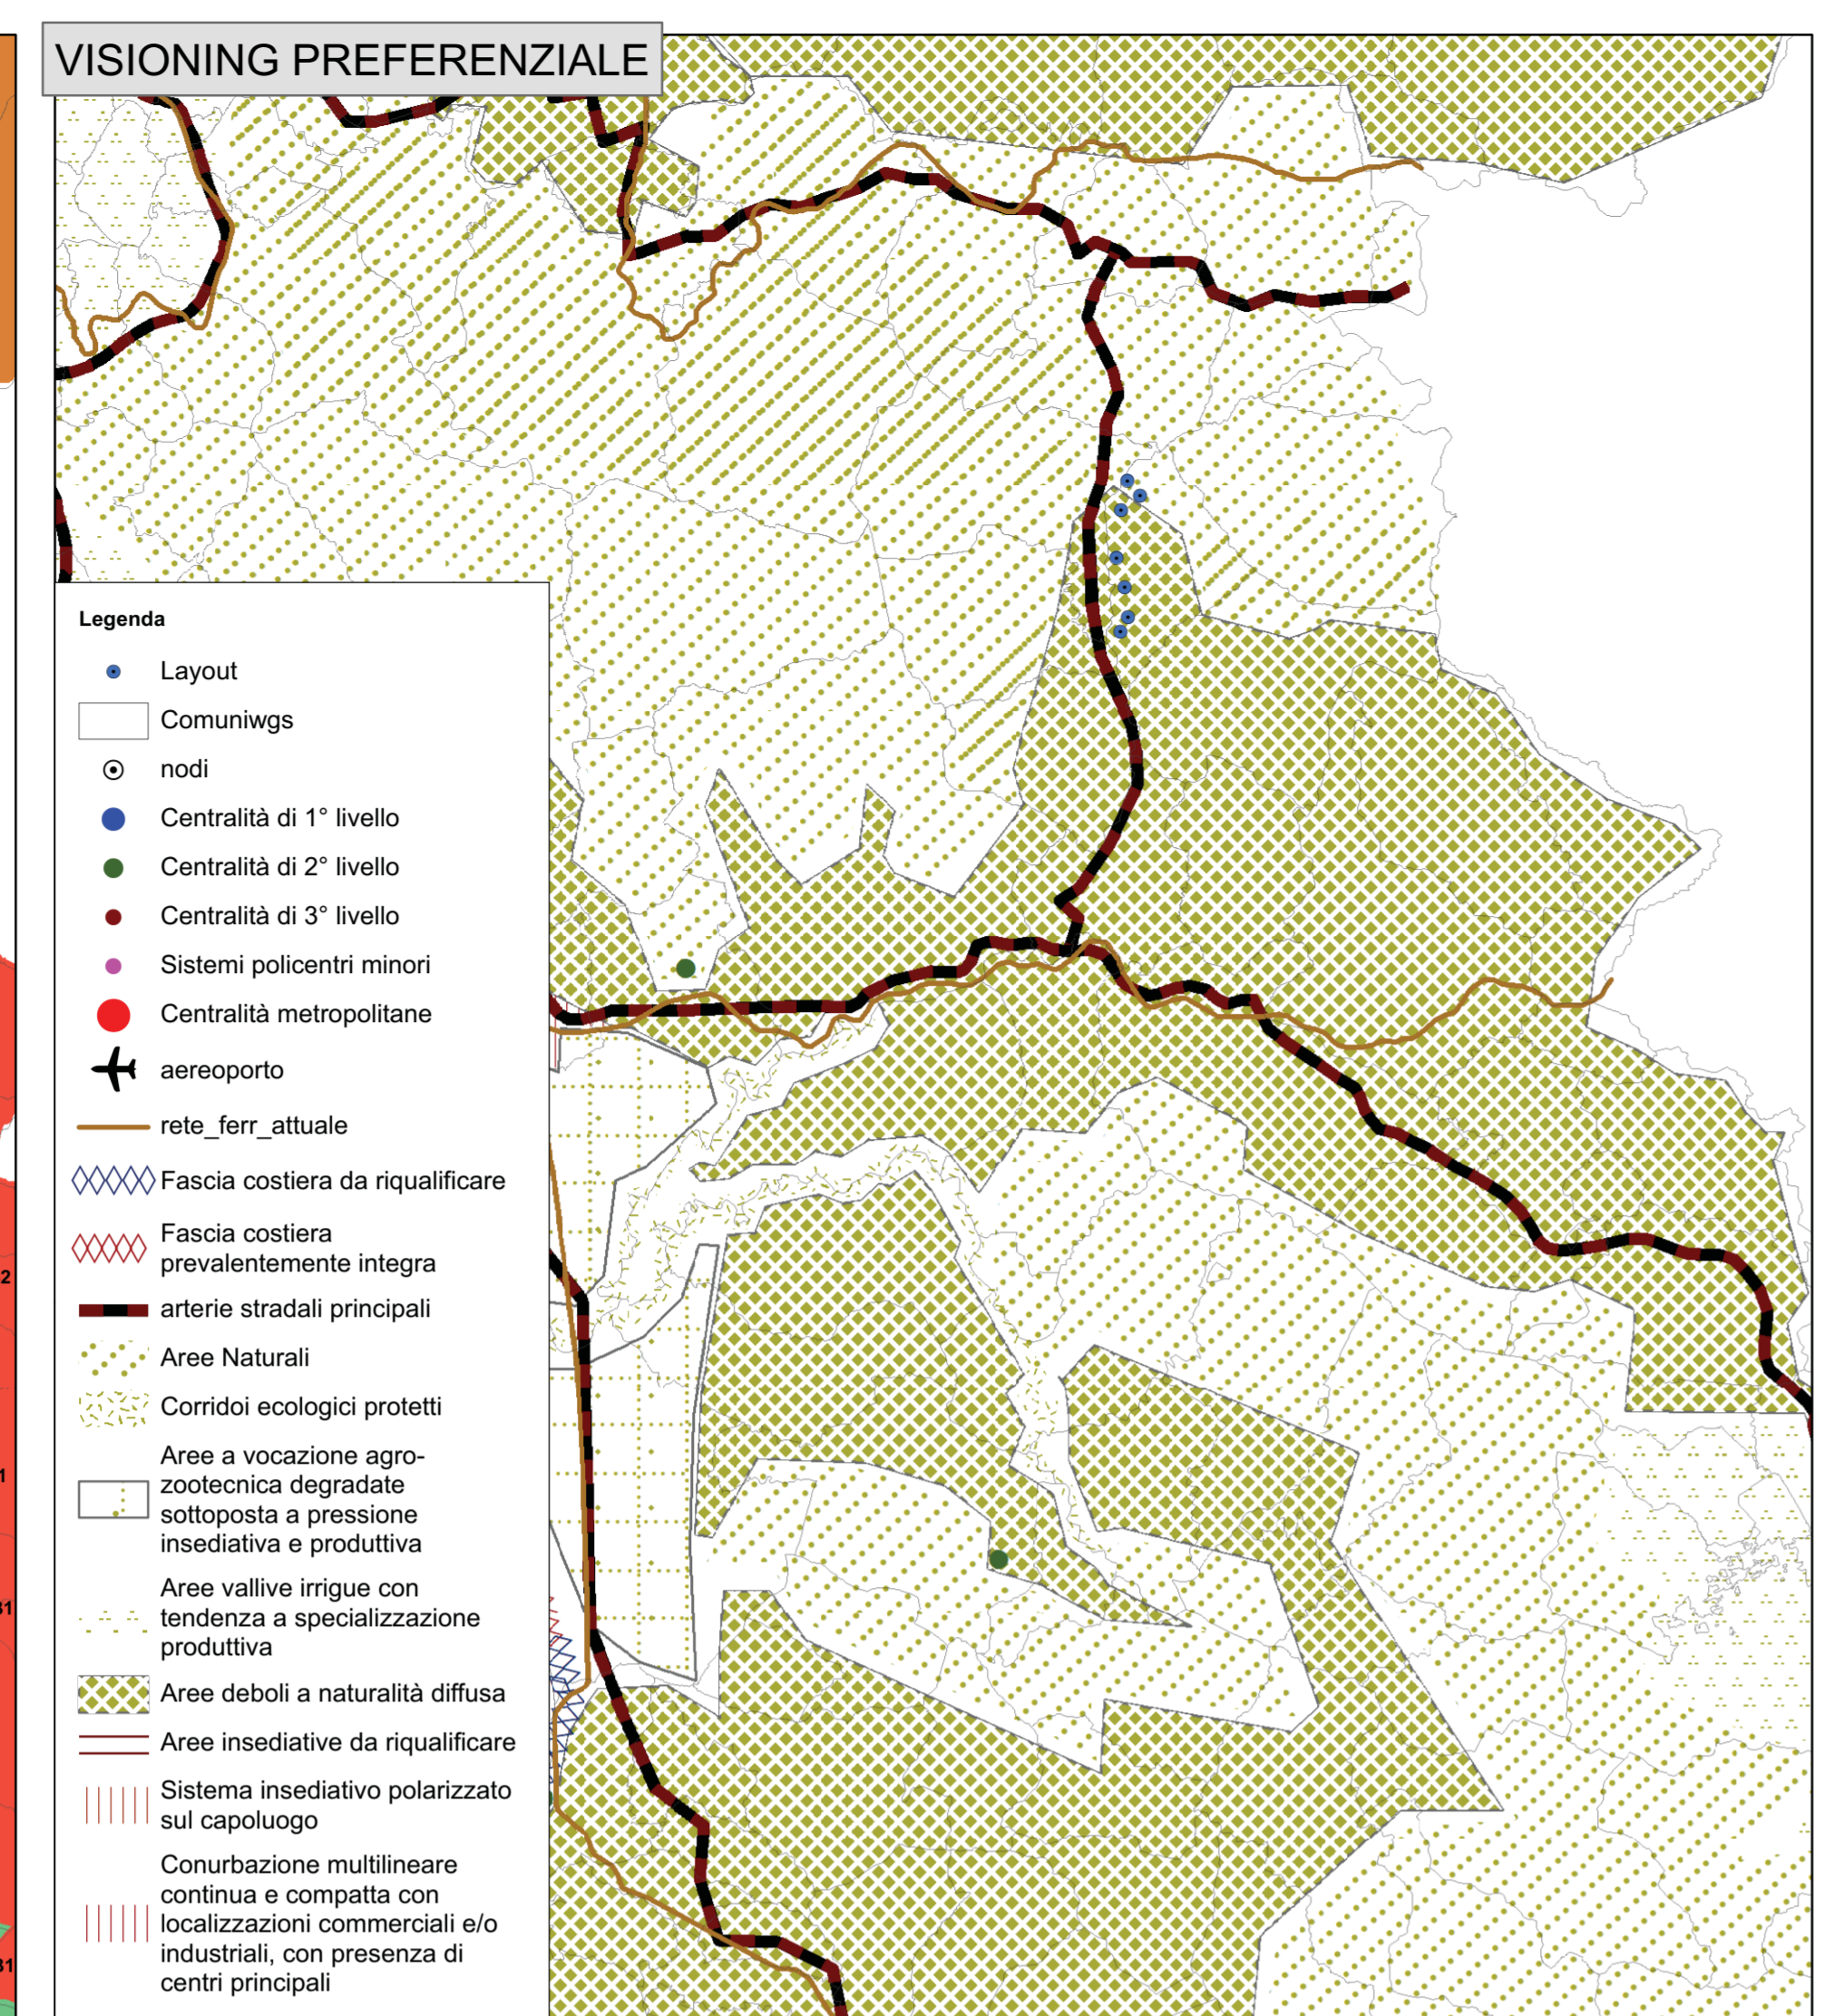 VISIONING PREFERENZIALE
Legenda
Layout
Comuniwgs
nodi
Centralità di 1° livello
Centralità di 2° livello
Centralità di 3° livello
Sistemi policentri minori
Centralità metropolitane
aereoporto
rete_ferr_attuale
Fascia costiera da riqualificare
Fascia costiera
prevalentemente integra
arterie stradali principali
Aree Naturali
Corridoi ecologici protetti
Aree a vocazione agro-
zootecnica degradate
sottoposta a pressione
insediativa e produttiva
Aree vallive irrigue con
tendenza a specializzazione
produttiva
Aree deboli a naturalità diffusa
Aree insediative da riqualificare
Sistema insediativo polarizzato
sul capoluogo
Conurbazione multilineare
continua e compatta con
localizzazioni commerciali e/o
industriali, con presenza di
centri principali